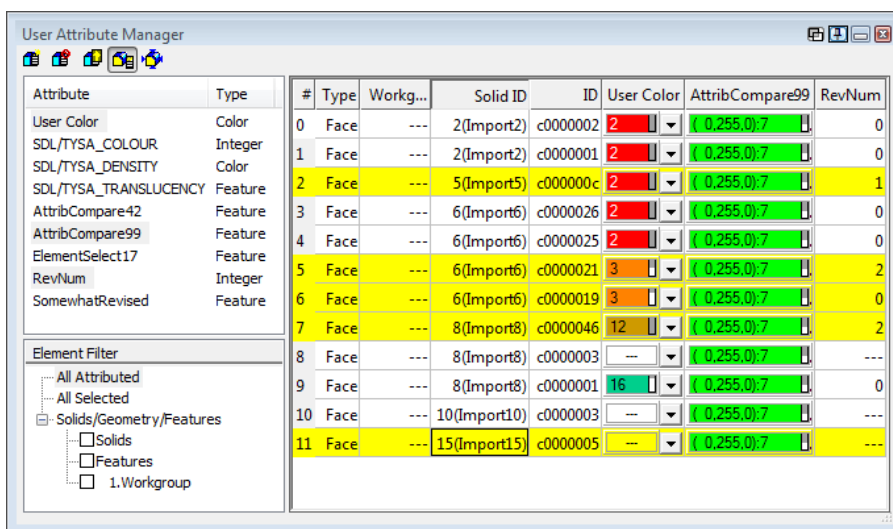 User Attribute Manager
Attribute Type
User Color Color
SDL/TYSA_COLOUR Integer
SDL/TYSA_DENSITY Color
SDL/TYSA_TRANSLUCENCY Feature
AttribCompare42 Feature
AttribCompare99 Feature
ElementSelect17 Feature
RevNum Integer
SomewhatRevised Feature
Element Filter
All Attributed
All Selected
Solids/Geometry/Features
Solids
Features
1.Workgroup
# Type Workg... Solid ID ID User Color AttribCompare99 RevNum
0 Face --- 2(Import2) c0000002 2 ( 0,255,0):7 0
1 Face --- 2(Import2) c0000001 2 ( 0,255,0):7 0
2 Face --- 5(Import5) c000000c 2 ( 0,255,0):7 1
3 Face --- 6(Import6) c0000026 2 ( 0,255,0):7 0
4 Face --- 6(Import6) c0000025 2 ( 0,255,0):7 0
5 Face --- 6(Import6) c0000021 3 ( 0,255,0):7 2
6 Face --- 6(Import6) c0000019 3 ( 0,255,0):7 0
7 Face --- 8(Import8) c0000046 12 ( 0,255,0):7 2
8 Face --- 8(Import8) c0000003 --- ( 0,255,0):7 ---
9 Face --- 8(Import8) c0000001 16 ( 0,255,0):7 0
10 Face --- 10(Import10) c0000003 --- ( 0,255,0):7 ---
11 Face --- 15(Import15) c0000005 --- ( 0,255,0):7 ---